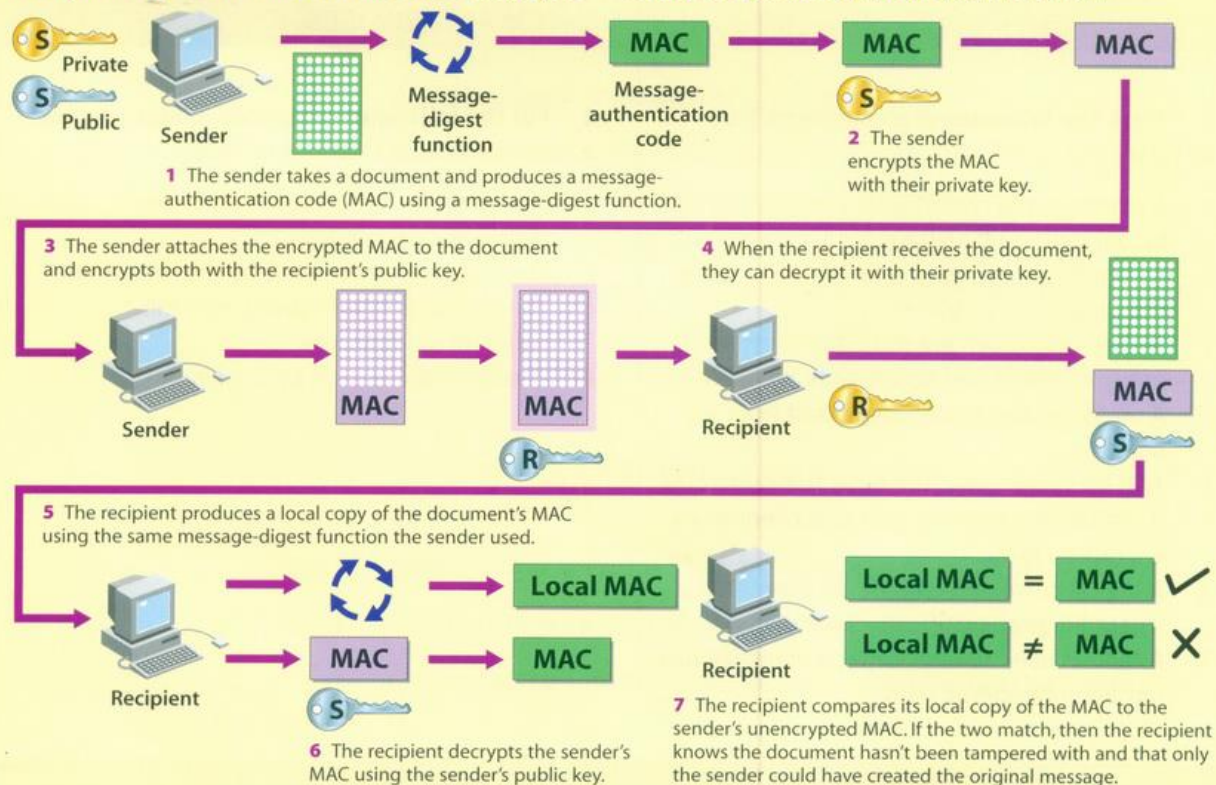 S
Private
S
Public
Sender
Message-
digest
function
MAC
Message-
authentication
code
MAC
S
MAC
1 The sender takes a document and produces a message-
authentication code (MAC) using a message-digest function.
2 The sender
encrypts the MAC
with their private key.
3 The sender attaches the encrypted MAC to the document
and encrypts both with the recipient's public key.
4 When the recipient receives the document,
they can decrypt it with their private key.
Sender
MAC
MAC
R
Recipient
R
MAC
S
5 The recipient produces a local copy of the document's MAC
using the same message-digest function the sender used.
Recipient
Local MAC
MAC
MAC
S
6 The recipient decrypts the sender's
MAC using the sender's public key.
Recipient
Local MAC = MAC ✓
Local MAC ≠ MAC X
7 The recipient compares its local copy of the MAC to the
sender's unencrypted MAC. If the two match, then the recipient
knows the document hasn't been tampered with and that only
the sender could have created the original message.